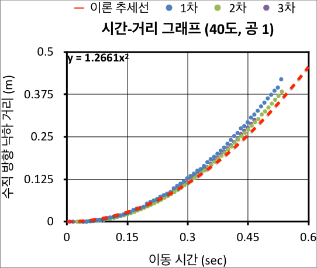 이론 추세선 1차 2차 3차
시간-거리 그래프 (40도, 공 1)
y = 1.2661x²
수직 방향 낙하 거리 (m)
0.5
0.375
0.25
0.125
0
0 0.15 0.3 0.45 0.6
이동 시간 (sec)